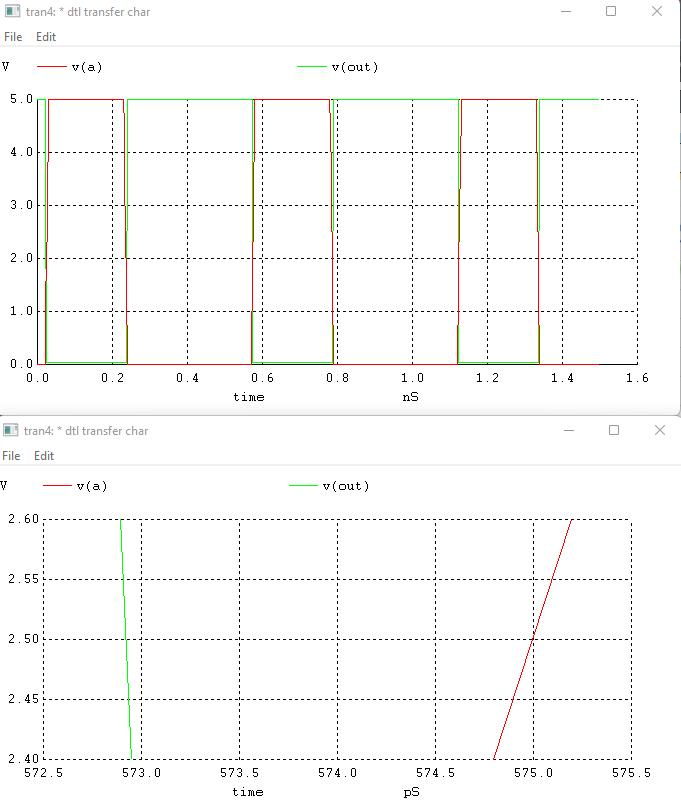 tran4: * dtl transfer char
File Edit
V v(a) v(out)
5.0
4.0
3.0
2.0
1.0
0.0
0.0 0.2 0.4 0.6 0.8 1.0 1.2 1.4 1.6
time nS
tran4: * dtl transfer char
File Edit
V v(a) v(out)
2.60
2.55
2.50
2.45
2.40
572.5 573.0 573.5 574.0 574.5 575.0 575.5
time pS